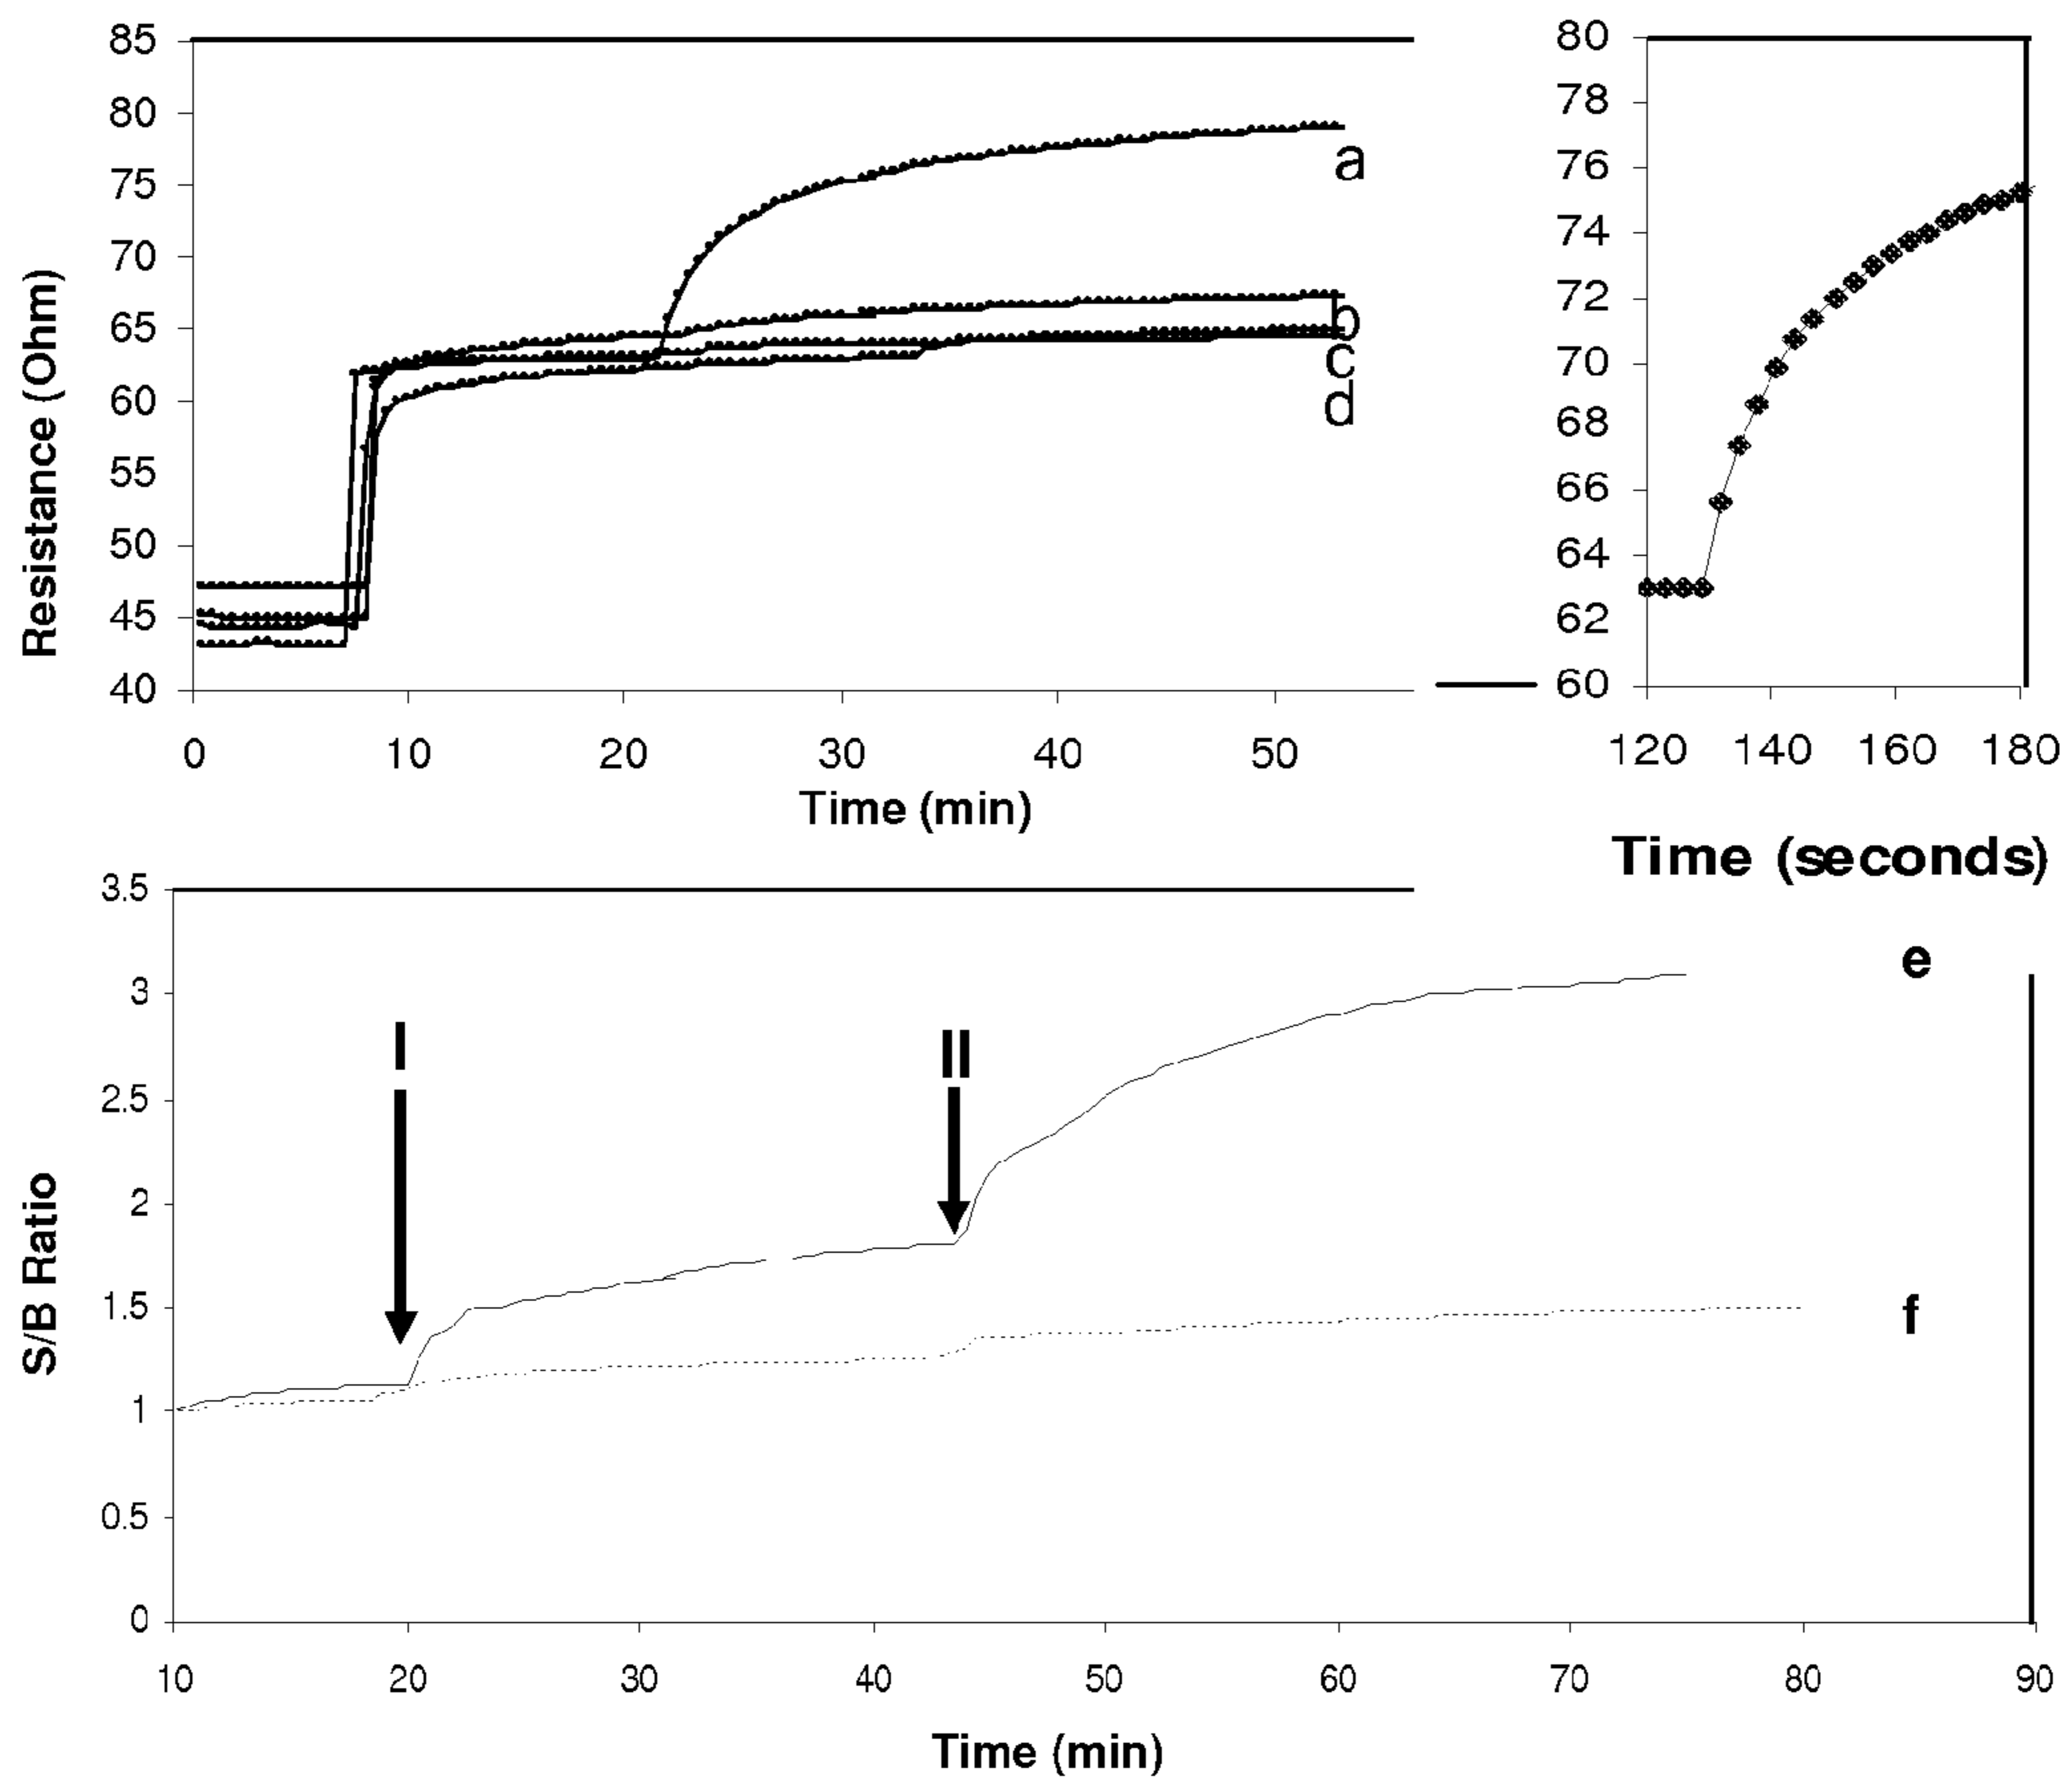 85
80
75
70
65
60
55
50
45
40
Resistance (Ohm)
a
b
c
d
0 10 20 30 40 50
Time (min)
80
78
76
74
72
70
68
66
64
62
60
120 140 160 180
Time (seconds)
3.5
3
2.5
2
1.5
1
0.5
0
S/B Ratio
I
II
e
f
10 20 30 40 50 60 70 80 90
Time (min)